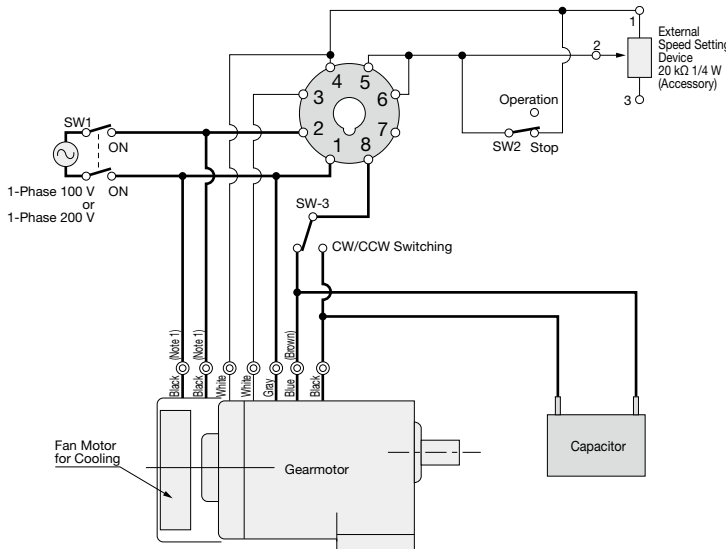 1
External
Speed Setting
Device
20 kΩ 1/4 W
(Accessory)
2
3
4
5
3
6
2
7
1
8
Operation
SW2 Stop
SW1
ON
ON
1-Phase 100 V
or
1-Phase 200 V
SW-3
CW/CCW Switching
Black (Note 1)
Black (Note 1)
White
White
Gray
Blue (Brown)
Black
Fan Motor
for Cooling
Gearmotor
Capacitor